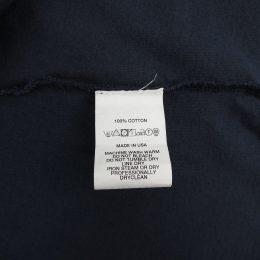 100% COTTON
MADE IN USA
MACHINE WASH WARM
DO NOT BLEACH
DO NOT TUMBLE DRY
LINE DRY
IRON STEAM OR DRY
PROFESSIONALLY
DRYCLEAN